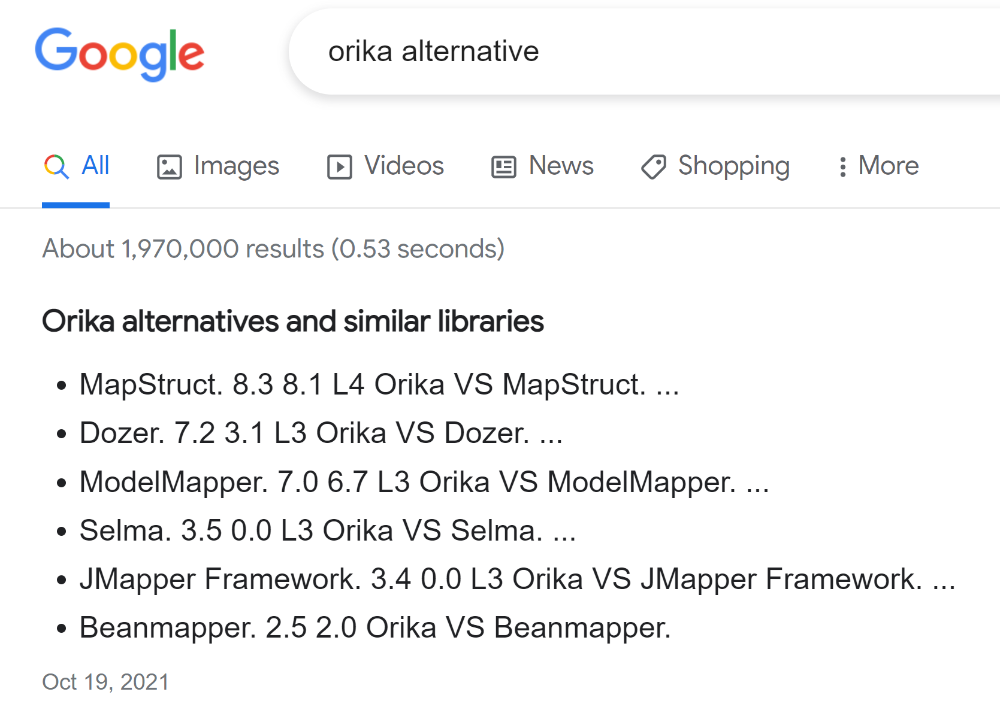 Google
orika alternative
All Images Videos News Shopping More
About 1,970,000 results (0.53 seconds)
Orika alternatives and similar libraries
• MapStruct. 8.3 8.1 L4 Orika VS MapStruct. ...
• Dozer. 7.2 3.1 L3 Orika VS Dozer. ...
• ModelMapper. 7.0 6.7 L3 Orika VS ModelMapper. ...
• Selma. 3.5 0.0 L3 Orika VS Selma. ...
• JMapper Framework. 3.4 0.0 L3 Orika VS JMapper Framework. ...
• Beanmapper. 2.5 2.0 Orika VS Beanmapper.
Oct 19, 2021